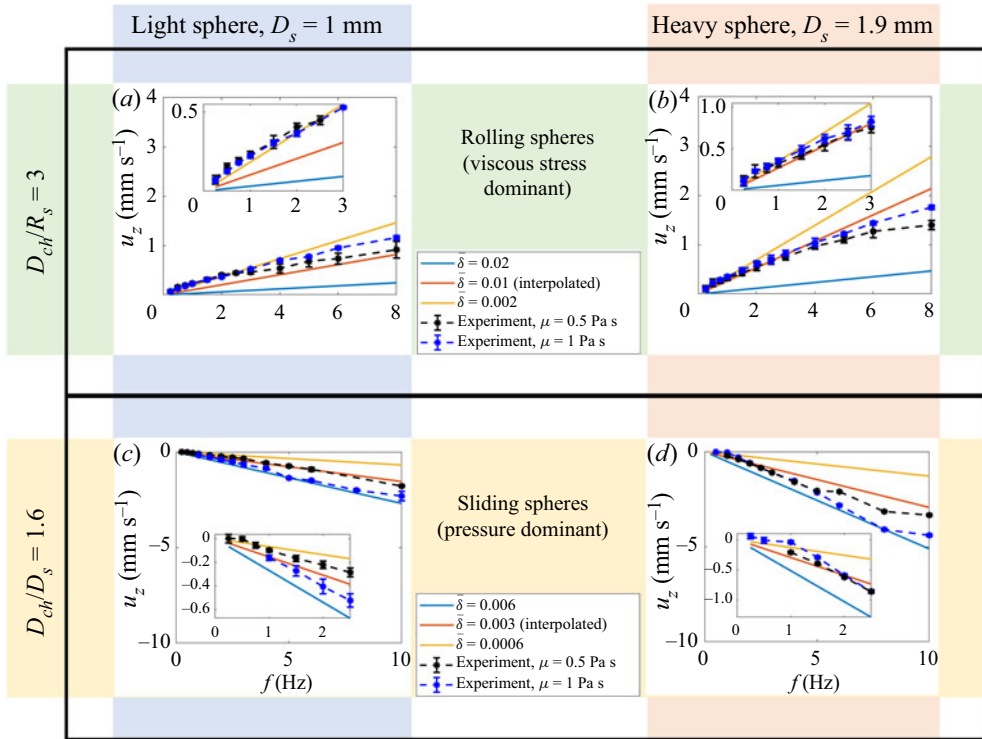 Light sphere, D_s = 1 mm
Heavy sphere, D_s = 1.9 mm
D_ch/R_s = 3
(a)
4
3
2
1
0
u_z (mm s⁻¹)
2
4
6
8
0.5
0
1
2
3
Rolling spheres
(viscous stress
dominant)
δ̄ = 0.02
δ̄ = 0.01 (interpolated)
δ̄ = 0.002
Experiment, μ = 0.5 Pa s
Experiment, μ = 1 Pa s
(b)
4
3
2
1
0
u_z (mm s⁻¹)
2
4
6
8
1.0
0.5
0
1
2
3
D_ch/D_s = 1.6
(c)
0
−5
−10
u_z (mm s⁻¹)
0
5
10
f (Hz)
0
−0.2
−0.4
−0.6
0
1
2
Sliding spheres
(pressure dominant)
δ̄ = 0.006
δ̄ = 0.003 (interpolated)
δ̄ = 0.0006
Experiment, μ = 0.5 Pa s
Experiment, μ = 1 Pa s
(d)
0
−5
−10
u_z (mm s⁻¹)
0
5
10
f (Hz)
0
−0.5
−1.0
0
1
2